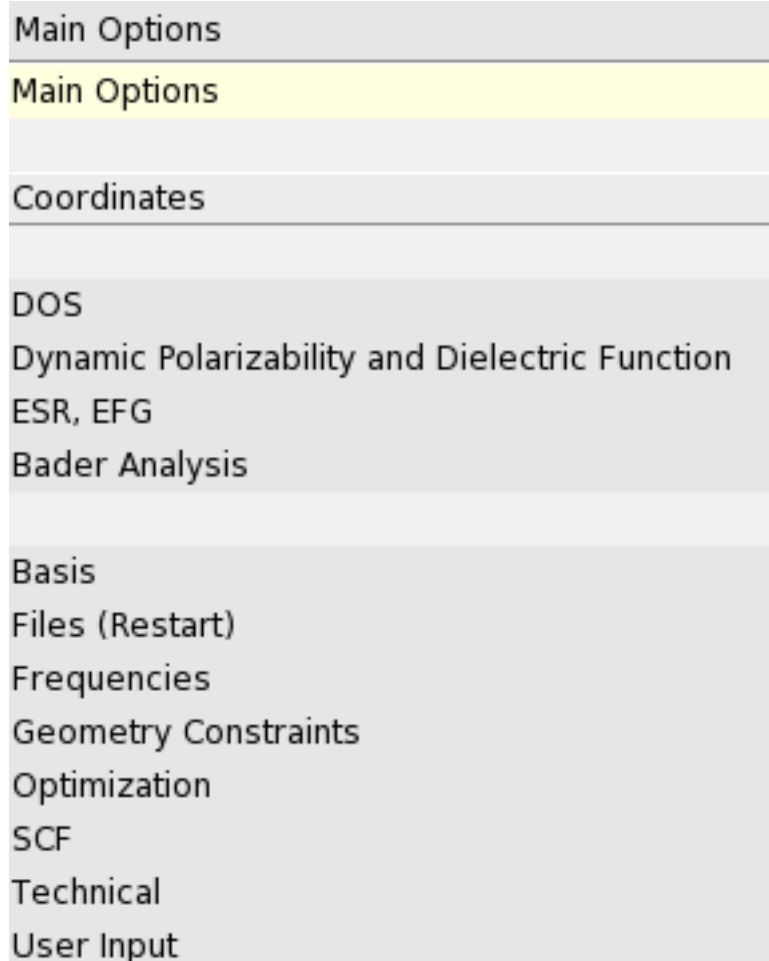 Main Options
Main Options
Coordinates
DOS
Dynamic Polarizability and Dielectric Function
ESR, EFG
Bader Analysis
Basis
Files (Restart)
Frequencies
Geometry Constraints
Optimization
SCF
Technical
User Input